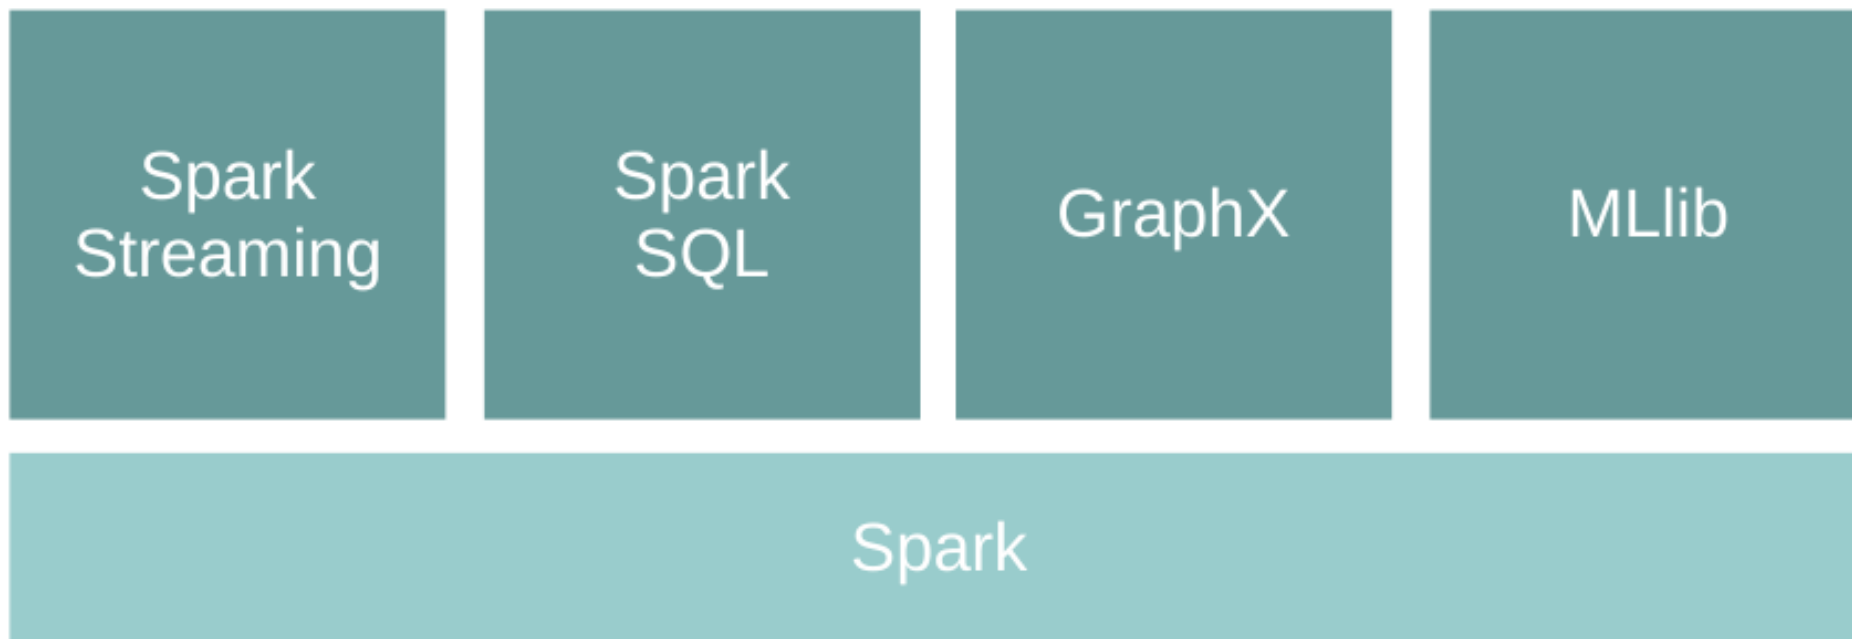 Spark
Streaming
Spark
SQL
GraphX
MLlib
Spark